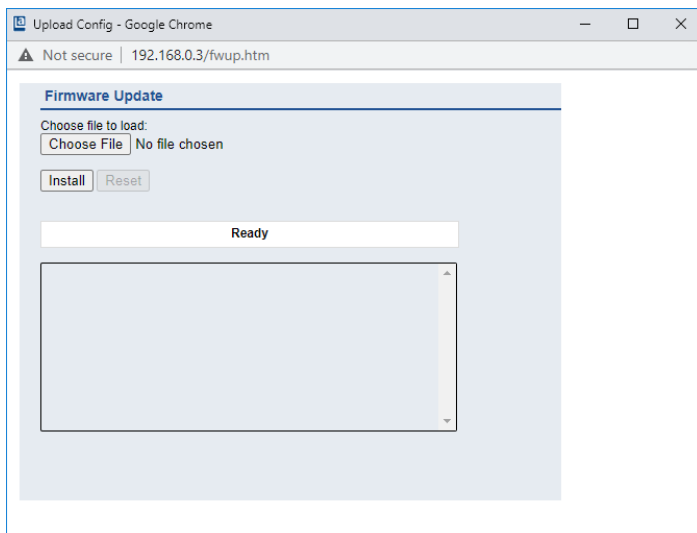 Upload Config - Google Chrome
Not secure | 192.168.0.3/fwup.htm
Firmware Update
Choose file to load:
Choose File No file chosen
Install Reset
Ready